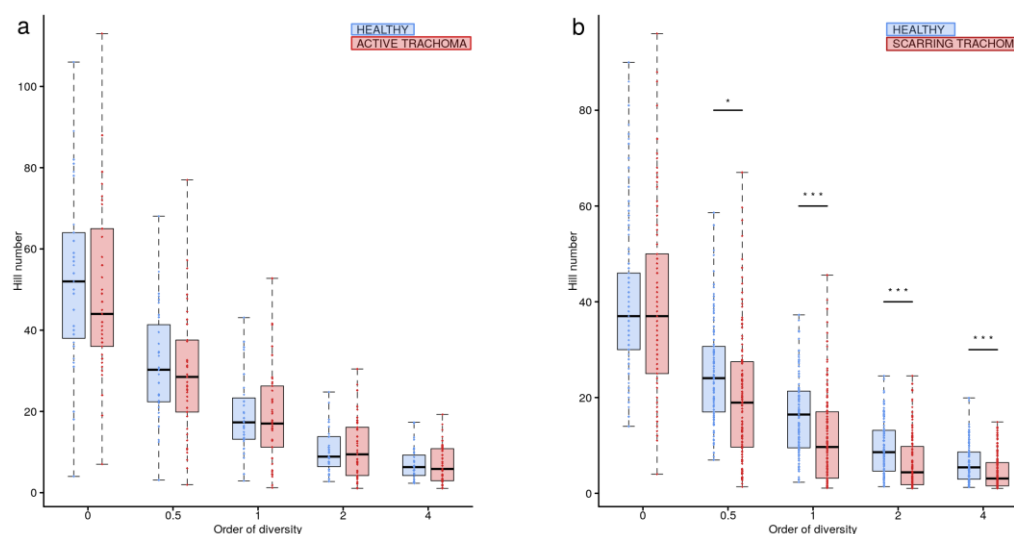 a
HEALTHY
ACTIVE TRACHOMA
100
80
60
40
20
0
Hill number
0 0.5 1 2 4
Order of diversity
b
HEALTHY
SCARRING TRACHOM
80
60
40
20
0
Hill number
*
***
***
***
0 0.5 1 2 4
Order of diversity